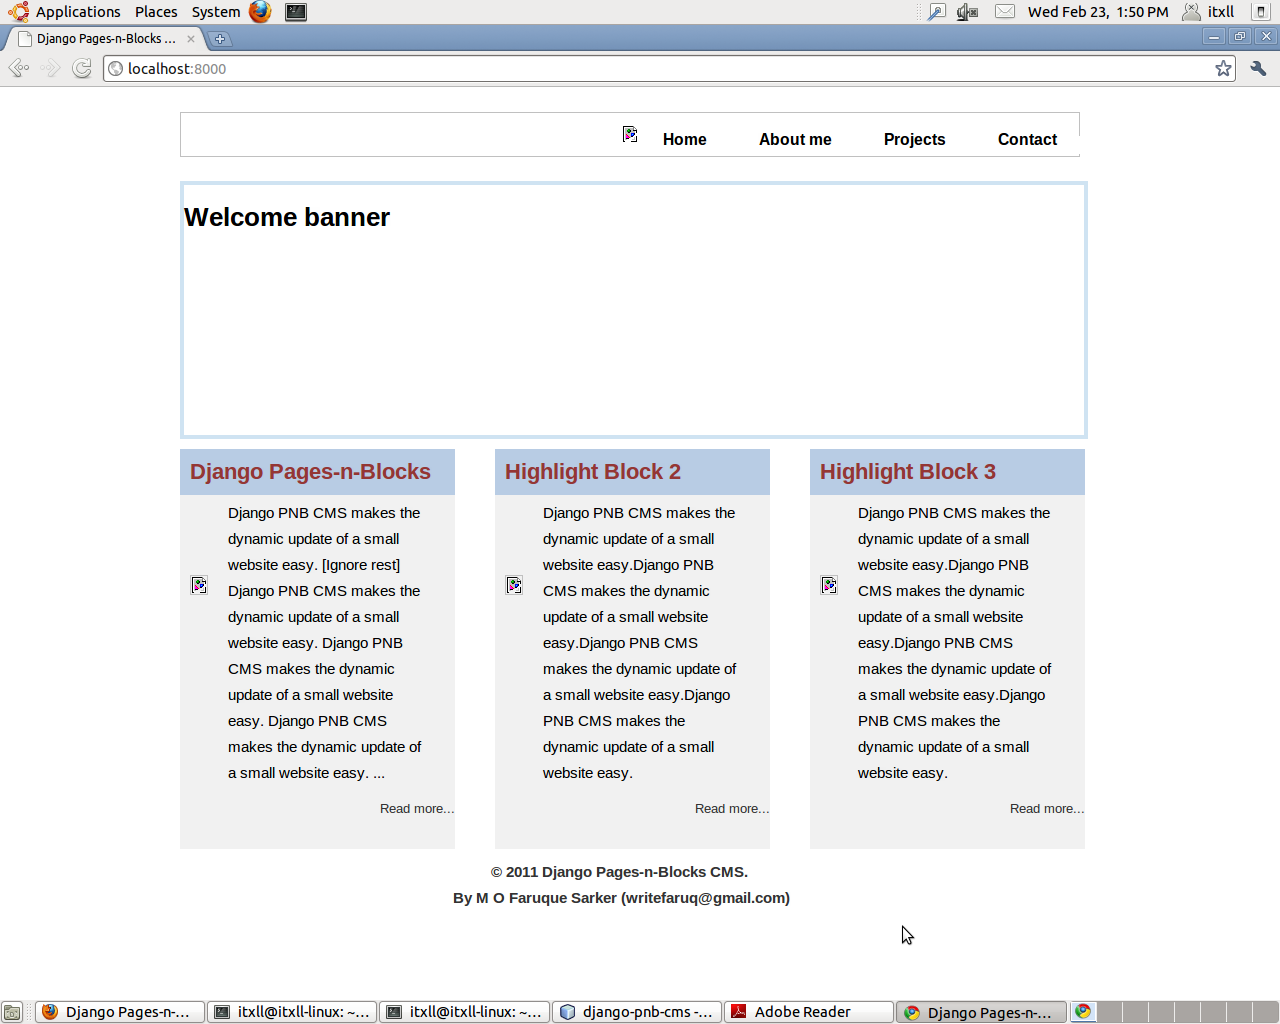 Applications Places System
Wed Feb 23, 1:50 PM itxll
Django Pages-n-Blocks ...
localhost:8000
Home About me Projects Contact
Welcome banner
Django Pages-n-Blocks
Django PNB CMS makes the
dynamic update of a small
website easy. [Ignore rest]
Django PNB CMS makes the
dynamic update of a small
website easy. Django PNB
CMS makes the dynamic
update of a small website
easy. Django PNB CMS
makes the dynamic update of
a small website easy. ...
Read more...
Highlight Block 2
Django PNB CMS makes the
dynamic update of a small
website easy.Django PNB
CMS makes the dynamic
update of a small website
easy.Django PNB CMS
makes the dynamic update of
a small website easy.Django
PNB CMS makes the
dynamic update of a small
website easy.
Read more...
Highlight Block 3
Django PNB CMS makes the
dynamic update of a small
website easy.Django PNB
CMS makes the dynamic
update of a small website
easy.Django PNB CMS
makes the dynamic update of
a small website easy.Django
PNB CMS makes the
dynamic update of a small
website easy.
Read more...
© 2011 Django Pages-n-Blocks CMS.
By M O Faruque Sarker (writefaruq@gmail.com)
Django Pages-n-... itxll@itxll-linux: ~... itxll@itxll-linux: ~... django-pnb-cms -... Adobe Reader Django Pages-n-...